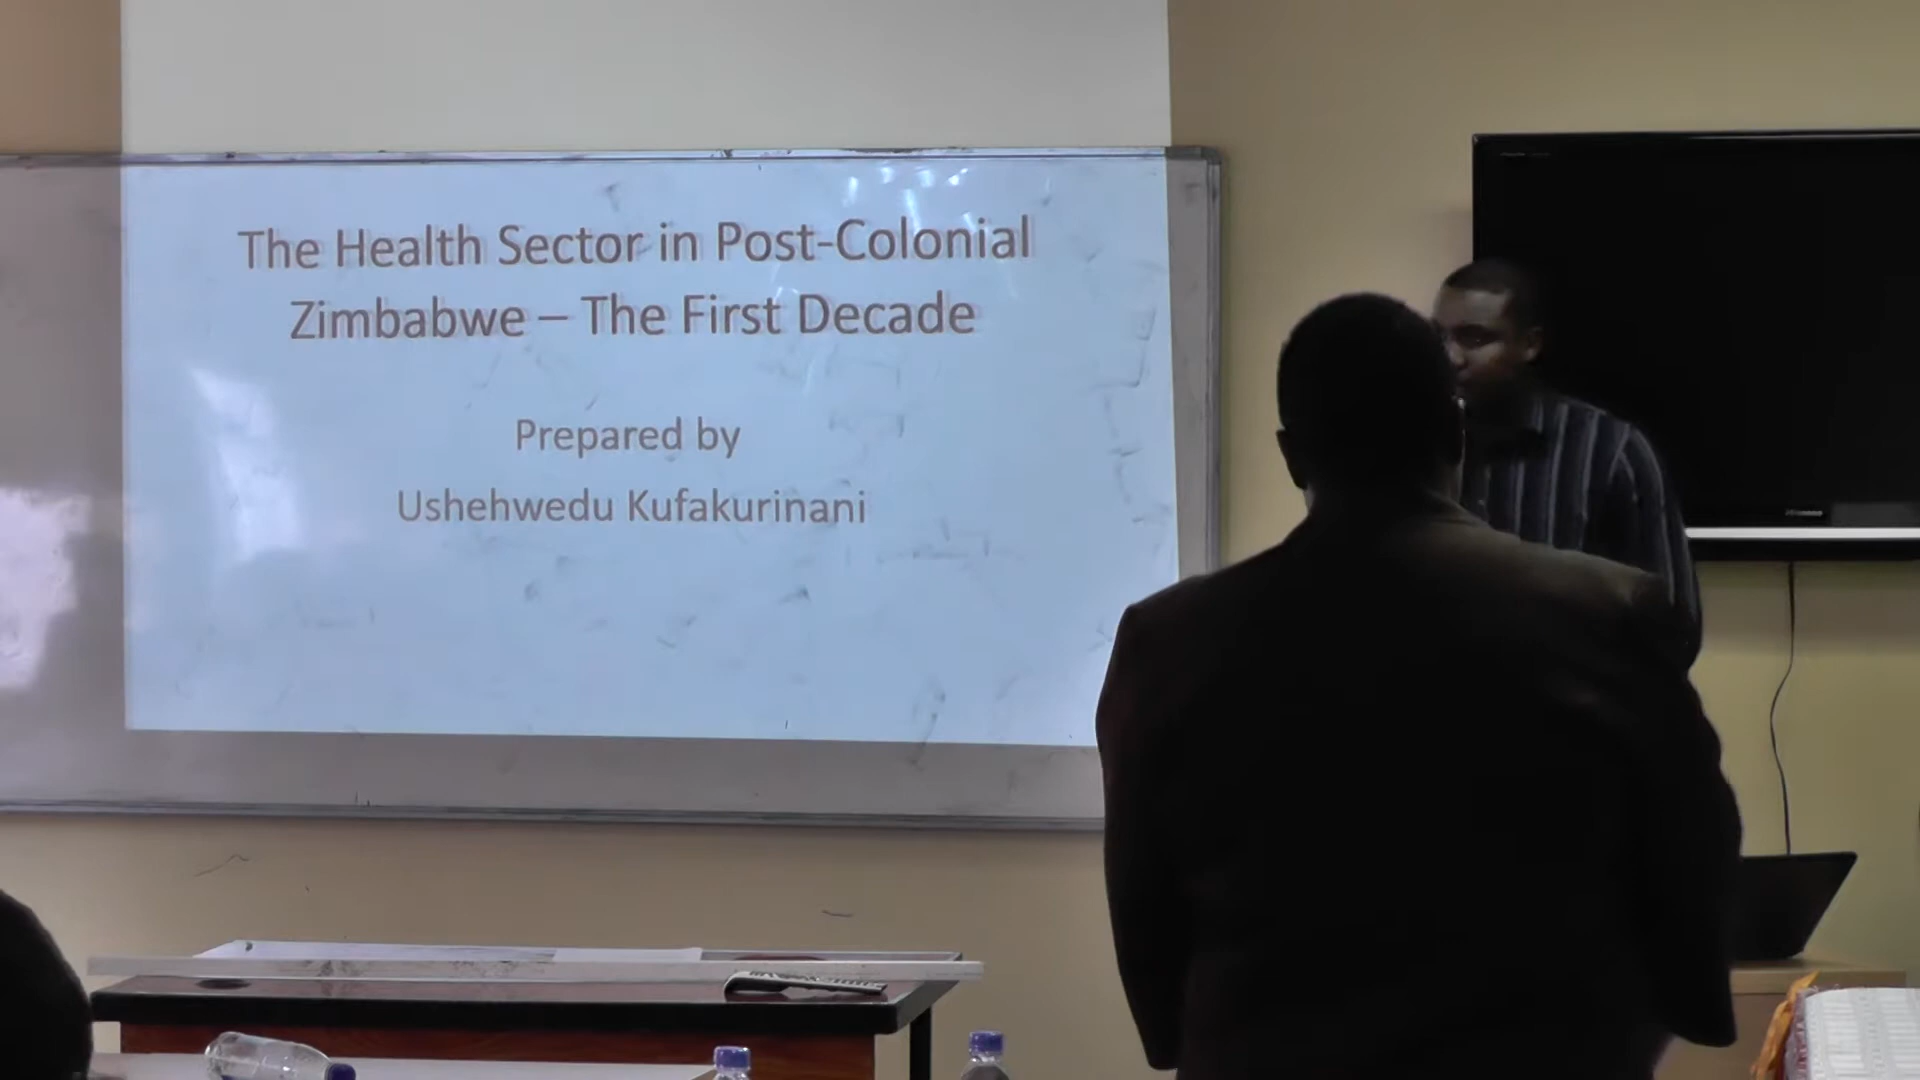 The Health Sector in Post-Colonial
Zimbabwe – The First Decade
Prepared by
Ushehwedu Kufakurinani